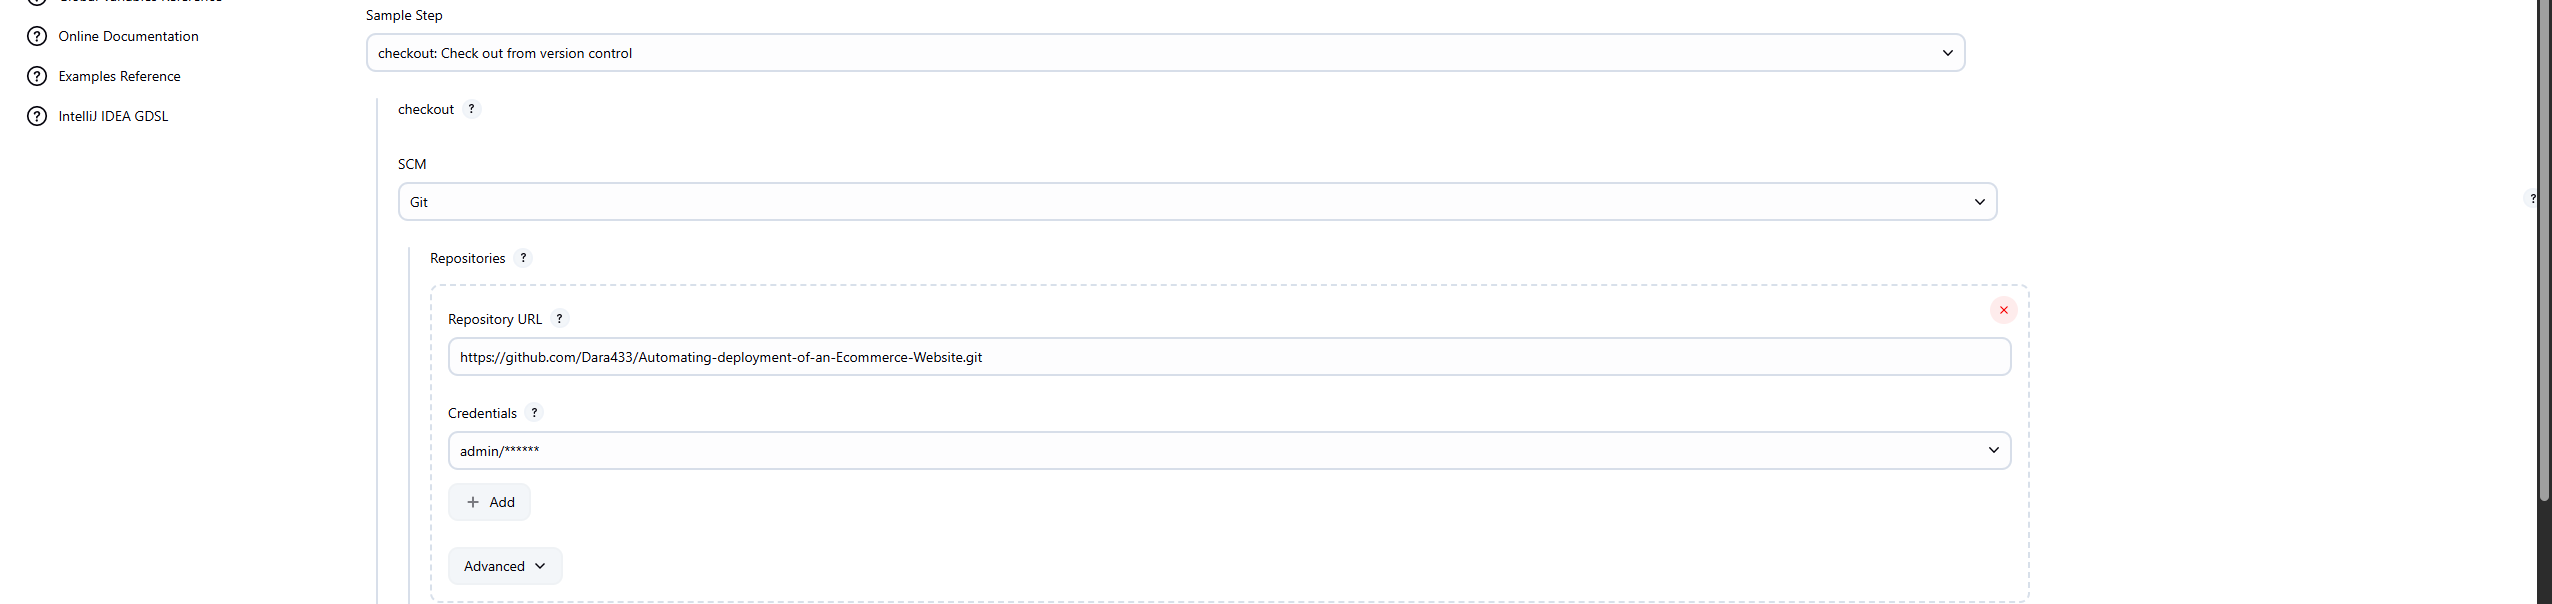 Online Documentation
Examples Reference
IntelliJ IDEA GDSL
Sample Step
checkout: Check out from version control
checkout ?
SCM
Git
?
Repositories ?
Repository URL ?
https://github.com/Dara433/Automating-deployment-of-an-Ecommerce-Website.git
Credentials ?
admin/******
+ Add
Advanced